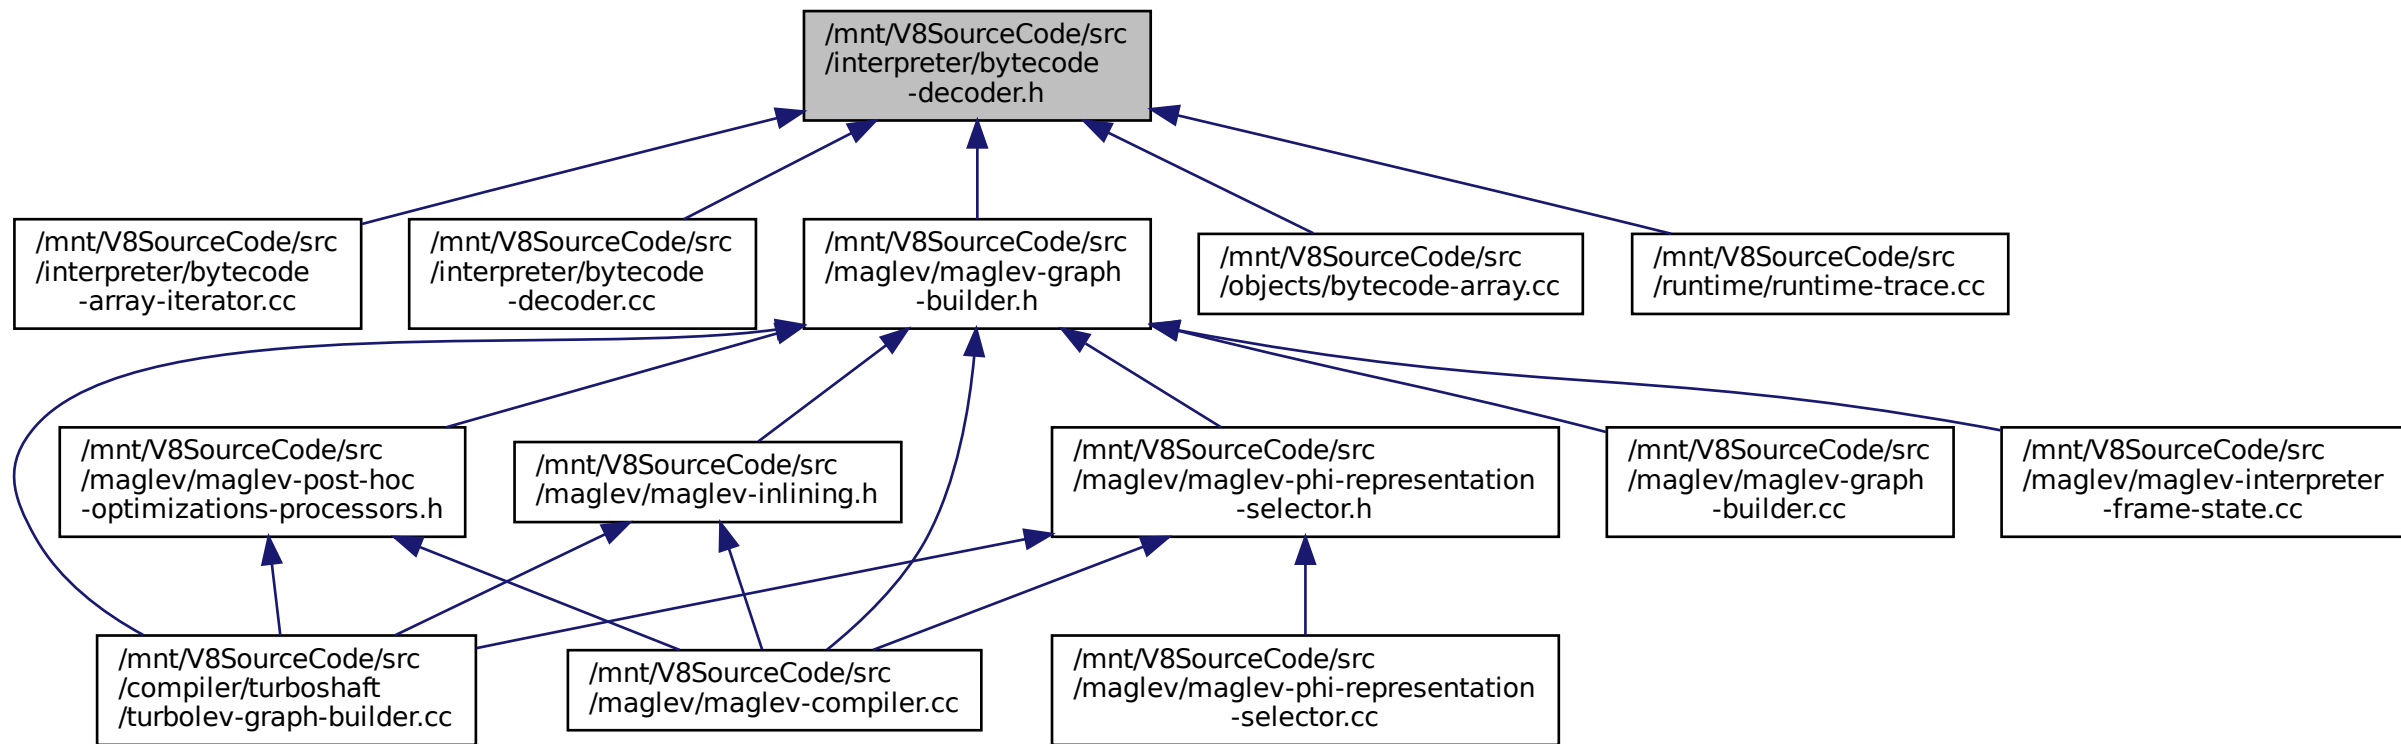 /mnt/V8SourceCode/src
/interpreter/bytecode
-decoder.h
/mnt/V8SourceCode/src
/interpreter/bytecode
-array-iterator.cc
/mnt/V8SourceCode/src
/interpreter/bytecode
-decoder.cc
/mnt/V8SourceCode/src
/maglev/maglev-graph
-builder.h
/mnt/V8SourceCode/src
/objects/bytecode-array.cc
/mnt/V8SourceCode/src
/runtime/runtime-trace.cc
/mnt/V8SourceCode/src
/maglev/maglev-post-hoc
-optimizations-processors.h
/mnt/V8SourceCode/src
/maglev/maglev-inlining.h
/mnt/V8SourceCode/src
/maglev/maglev-phi-representation
-selector.h
/mnt/V8SourceCode/src
/maglev/maglev-graph
-builder.cc
/mnt/V8SourceCode/src
/maglev/maglev-interpreter
-frame-state.cc
/mnt/V8SourceCode/src
/compiler/turboshaft
/turbolev-graph-builder.cc
/mnt/V8SourceCode/src
/maglev/maglev-compiler.cc
/mnt/V8SourceCode/src
/maglev/maglev-phi-representation
-selector.cc